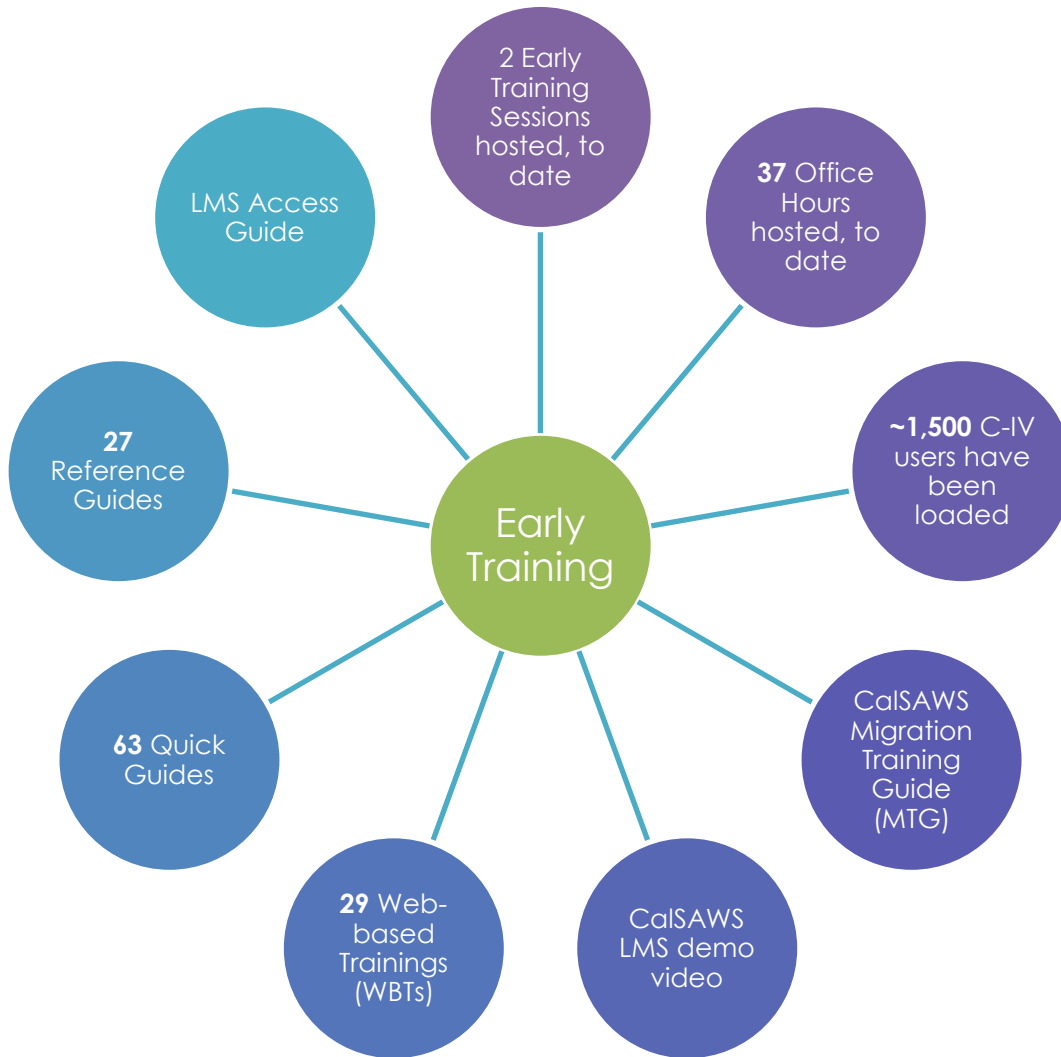 2 Early
Training
Sessions
hosted, to
date
37 Office
Hours
hosted, to
date
~1,500 C-IV
users have
been
loaded
CalSAWS
Migration
Training
Guide
(MTG)
CalSAWS
LMS demo
video
29 Web-
based
Trainings
(WBTs)
63 Quick
Guides
27
Reference
Guides
LMS Access
Guide
Early
Training